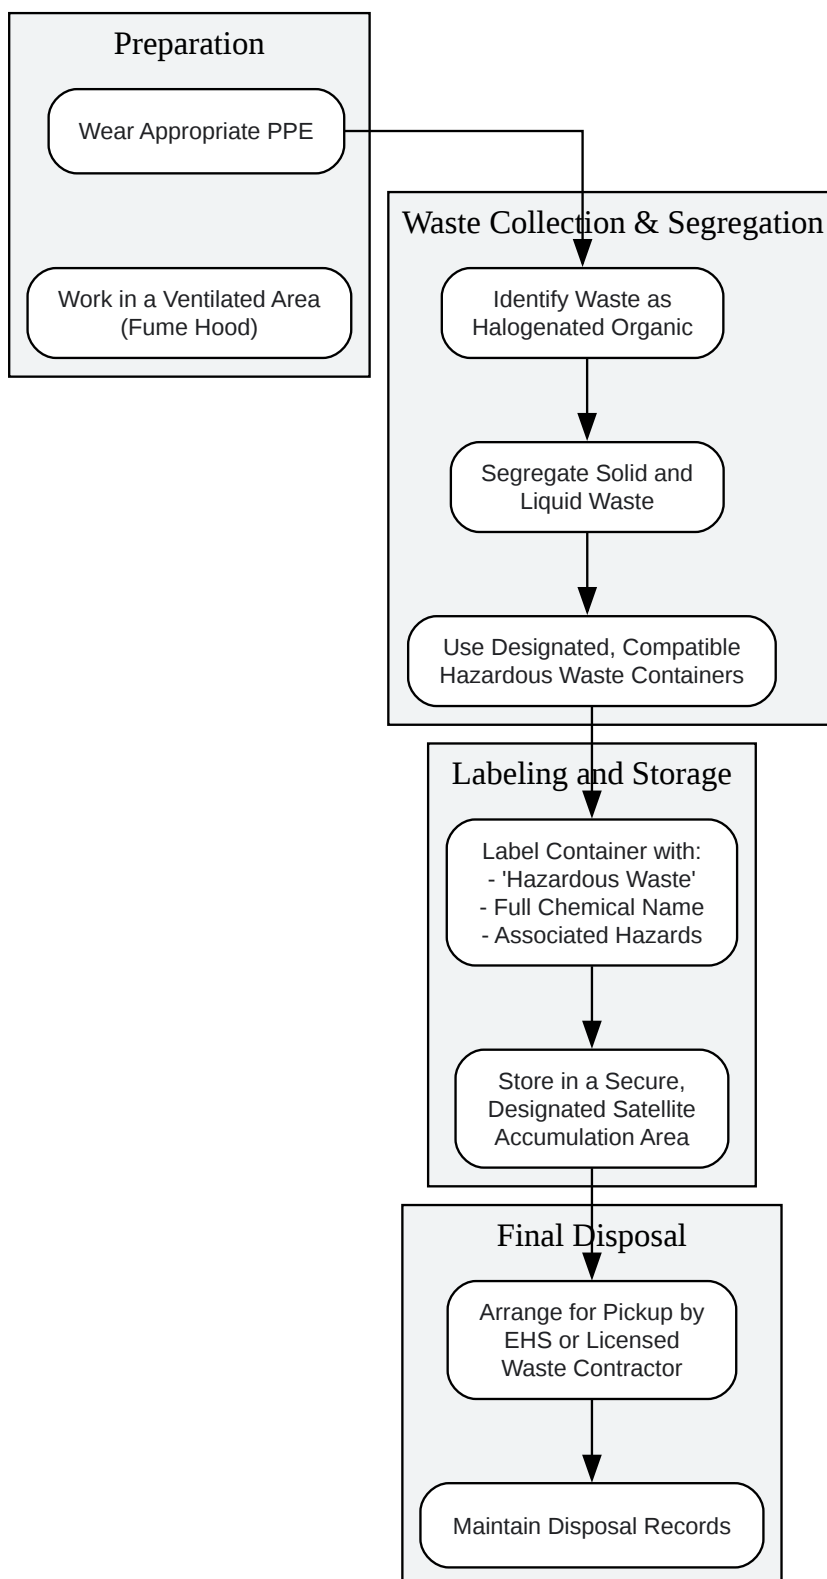 Preparation
Wear Appropriate PPE
Work in a Ventilated Area
(Fume Hood)
Waste Collection & Segregation
Identify Waste as
Halogenated Organic
Segregate Solid and
Liquid Waste
Use Designated, Compatible
Hazardous Waste Containers
Labeling and Storage
Label Container with:
- 'Hazardous Waste'
- Full Chemical Name
- Associated Hazards
Store in a Secure,
Designated Satellite
Accumulation Area
Final Disposal
Arrange for Pickup by
EHS or Licensed
Waste Contractor
Maintain Disposal Records